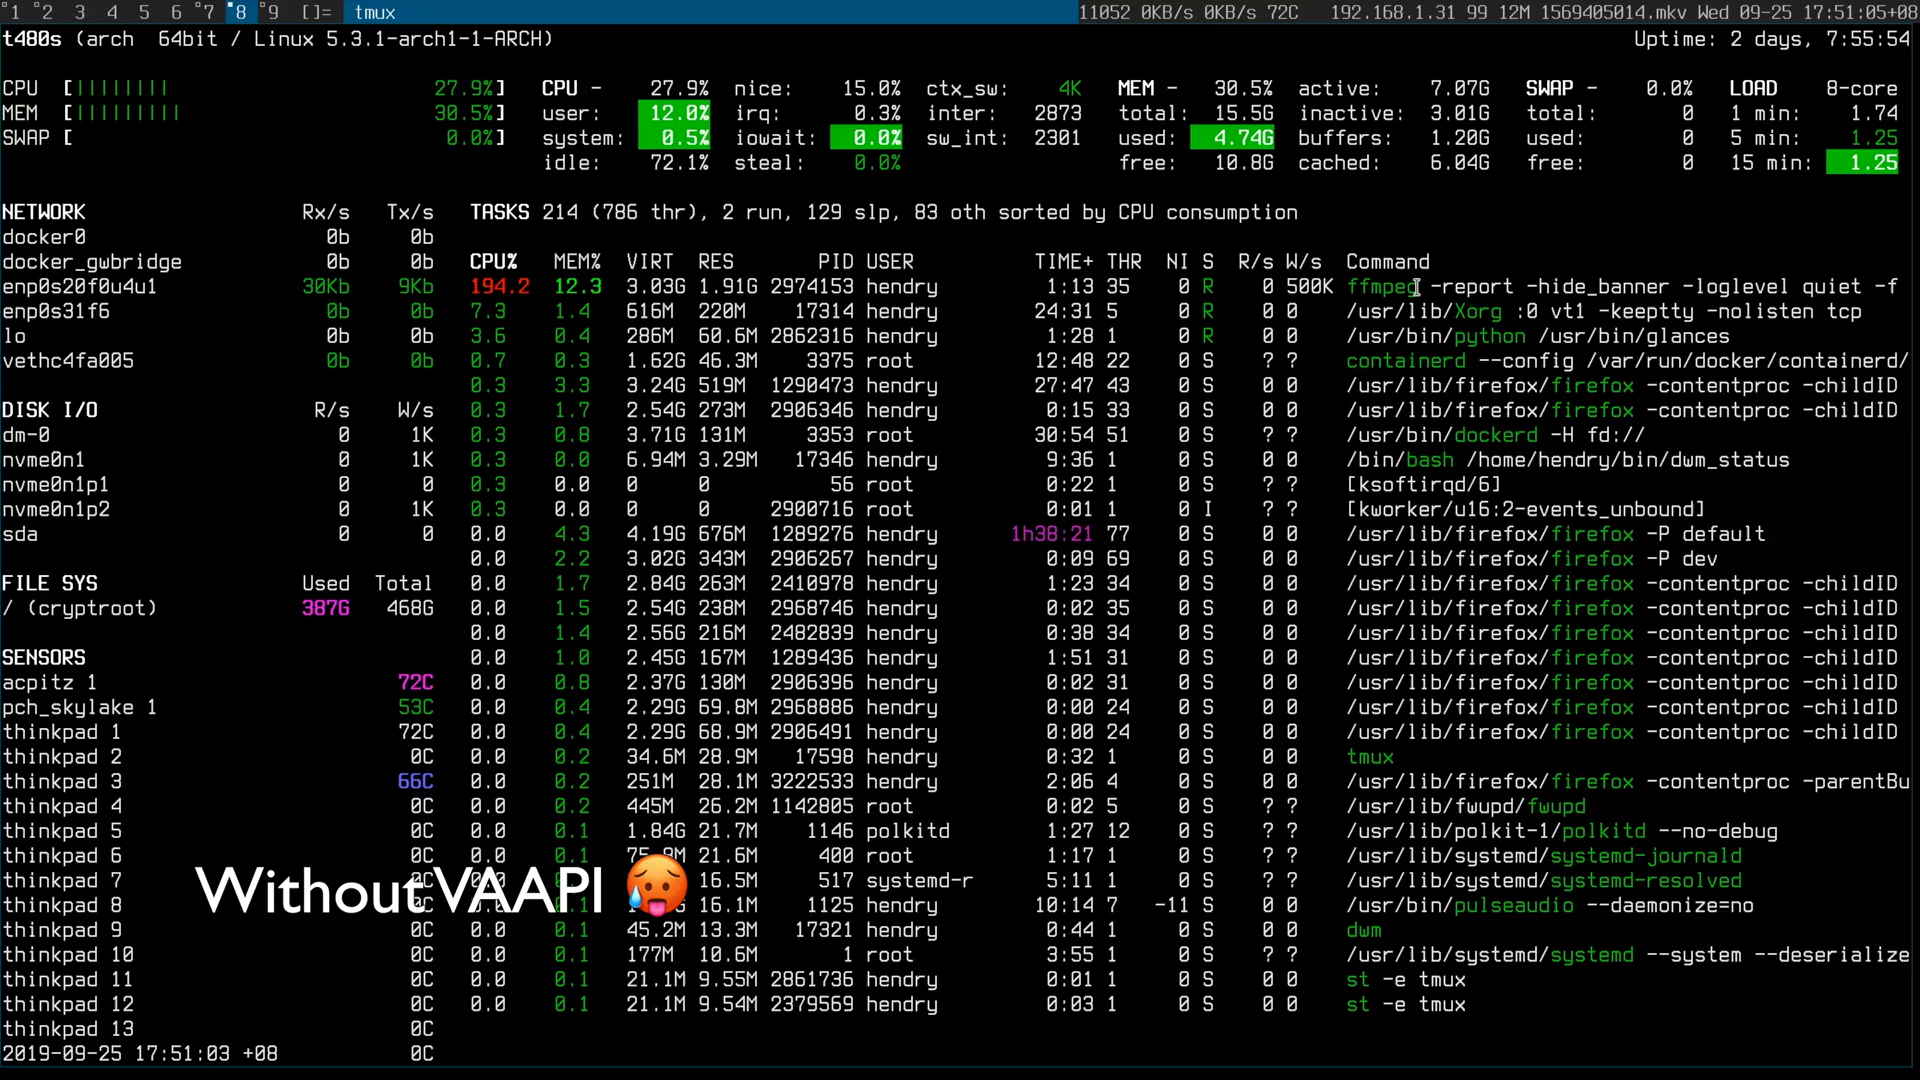 1 2 3 4 5 6 7 8 9 []= tmux 11052 0KB/s 0KB/s 72C 192.168.1.31 99 12M 1569405014.mkv Wed 09-25 17:51:05+08
t480s (arch 64bit / Linux 5.3.1-arch1-1-ARCH) Uptime: 2 days, 7:55:54
CPU [|||||||| 27.9%] CPU - 27.9% nice: 15.0% ctx_sw: 4K MEM - 30.5% active: 7.07G SWAP - 0.0% LOAD 8-core
MEM [||||||||| 30.5%] user: 12.0% irq: 0.3% inter: 2873 total: 15.5G inactive: 3.01G total: 0 1 min: 1.74
SWAP [ 0.0%] system: 0.5% iowait: 0.0% sw_int: 2301 used: 4.74G buffers: 1.20G used: 0 5 min: 1.25
idle: 72.1% steal: 0.0% free: 10.8G cached: 6.04G free: 0 15 min: 1.25
NETWORK Rx/s Tx/s TASKS 214 (786 thr), 2 run, 129 slp, 83 oth sorted by CPU consumption
docker0 0b 0b
docker_gwbridge 0b 0b CPU% MEM% VIRT RES PID USER TIME+ THR NI S R/s W/s Command
enp0s20f0u4u1 30Kb 9Kb 194.2 12.3 3.03G 1.91G 2974153 hendry 1:13 35 0 R 0 500K ffmpeg -report -hide_banner -loglevel quiet -f
enp0s31f6 0b 0b 7.3 1.4 616M 220M 17314 hendry 24:31 5 0 R 0 0 /usr/lib/Xorg :0 vt1 -keeptty -nolisten tcp
lo 0b 0b 3.6 0.4 286M 60.6M 2862316 hendry 1:28 1 0 R 0 0 /usr/bin/python /usr/bin/glances
vethc4fa005 0b 0b 0.7 0.3 1.62G 46.3M 3375 root 12:48 22 0 S ? ? containerd --config /var/run/docker/containerd/
0.3 3.3 3.24G 519M 1290473 hendry 27:47 43 0 S 0 0 /usr/lib/firefox/firefox -contentproc -childID
DISK I/O R/s W/s 0.3 1.7 2.54G 273M 2906346 hendry 0:15 33 0 S 0 0 /usr/lib/firefox/firefox -contentproc -childID
dm-0 0 1K 0.3 0.8 3.71G 131M 3353 root 30:54 51 0 S ? ? /usr/bin/dockerd -H fd://
nvme0n1 0 1K 0.3 0.0 6.94M 3.29M 17346 hendry 9:36 1 0 S 0 0 /bin/bash /home/hendry/bin/dwm_status
nvme0n1p1 0 0 0.3 0.0 0 0 56 root 0:22 1 0 S ? ? [ksoftirqd/6]
nvme0n1p2 0 1K 0.3 0.0 0 0 2900716 root 0:01 1 0 I ? ? [kworker/u16:2-events_unbound]
sda 0 0 0.0 4.3 4.19G 676M 1289276 hendry 1h38:21 77 0 S 0 0 /usr/lib/firefox/firefox -P default
0.0 2.2 3.02G 343M 2906267 hendry 0:09 69 0 S 0 0 /usr/lib/firefox/firefox -P dev
FILE SYS Used Total 0.0 1.7 2.84G 263M 2410978 hendry 1:23 34 0 S 0 0 /usr/lib/firefox/firefox -contentproc -childID
/ (cryptroot) 387G 468G 0.0 1.5 2.54G 238M 2968746 hendry 0:02 35 0 S 0 0 /usr/lib/firefox/firefox -contentproc -childID
0.0 1.4 2.56G 216M 2482839 hendry 0:38 34 0 S 0 0 /usr/lib/firefox/firefox -contentproc -childID
SENSORS 0.0 1.0 2.45G 167M 1289436 hendry 1:51 31 0 S 0 0 /usr/lib/firefox/firefox -contentproc -childID
acpitz 1 72C 0.0 0.8 2.37G 130M 2906396 hendry 0:02 31 0 S 0 0 /usr/lib/firefox/firefox -contentproc -childID
pch_skylake 1 53C 0.0 0.4 2.29G 69.8M 2968886 hendry 0:00 24 0 S 0 0 /usr/lib/firefox/firefox -contentproc -childID
thinkpad 1 72C 0.0 0.4 2.29G 68.9M 2906491 hendry 0:00 24 0 S 0 0 /usr/lib/firefox/firefox -contentproc -childID
thinkpad 2 0C 0.0 0.2 34.6M 28.9M 17598 hendry 0:32 1 0 S 0 0 tmux
thinkpad 3 66C 0.0 0.2 251M 28.1M 3222533 hendry 2:06 4 0 S 0 0 /usr/lib/firefox/firefox -contentproc -parentBu
thinkpad 4 0C 0.0 0.2 445M 26.2M 1142805 root 0:02 5 0 S ? ? /usr/lib/fwupd/fwupd
thinkpad 5 0C 0.0 0.1 1.84G 21.7M 1146 polkitd 1:27 12 0 S ? ? /usr/lib/polkit-1/polkitd --no-debug
thinkpad 6 0C 0.0 0.1 21.6M 400 root 1:17 1 0 S ? ? /usr/lib/systemd/systemd-journald
thinkpad 7 0.0 16.5M 517 systemd-r 5:11 1 0 S ? ? /usr/lib/systemd/systemd-resolved
Without VAAPI 🥵
thinkpad 8 16.1M 1125 hendry 10:14 7 -11 S 0 0 /usr/bin/pulseaudio --daemonize=no
thinkpad 9 0C 0.0 0.1 45.2M 13.3M 17321 hendry 0:44 1 0 S 0 0 dwm
thinkpad 10 0C 0.0 0.1 177M 10.6M 1 root 3:55 1 0 S ? ? /usr/lib/systemd/systemd --system --deserialize
thinkpad 11 0C 0.0 0.1 21.1M 9.55M 2861736 hendry 0:01 1 0 S 0 0 st -e tmux
thinkpad 12 0C 0.0 0.1 21.1M 9.54M 2379569 hendry 0:03 1 0 S 0 0 st -e tmux
thinkpad 13 0C
2019-09-25 17:51:03 +08 0C